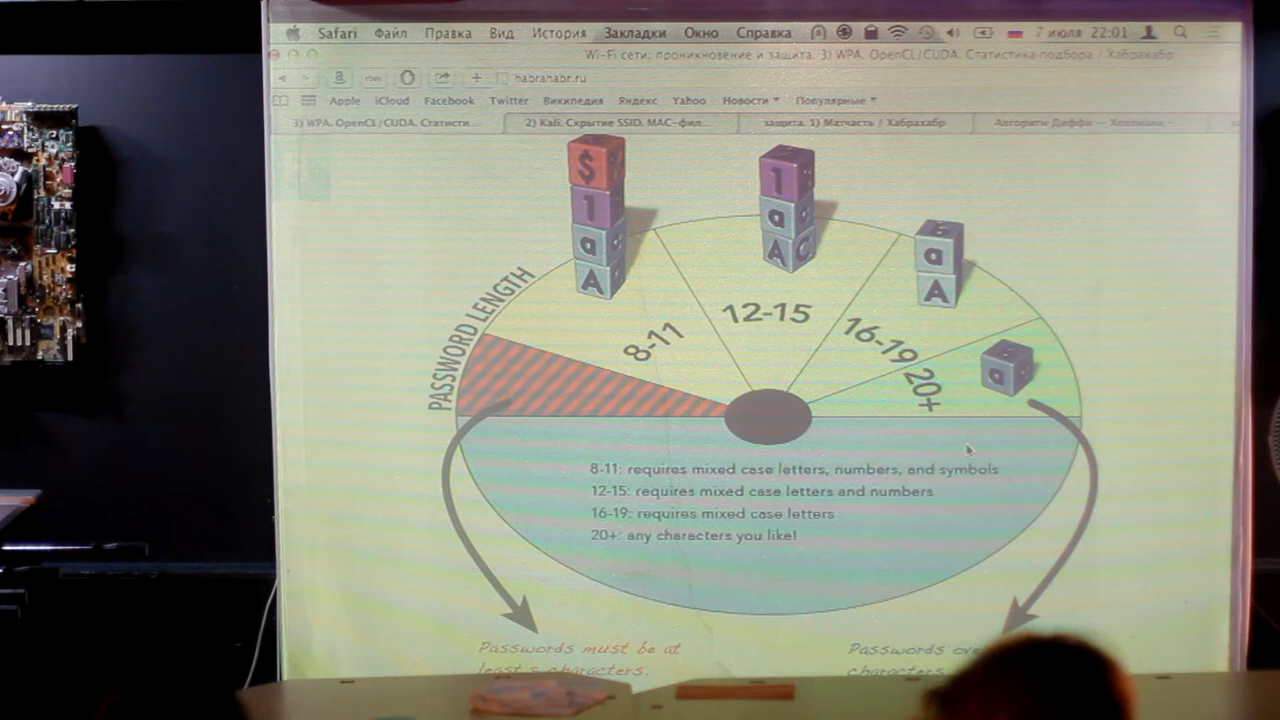 Safari Файл Правка Вид История Закладки Окно Справка 7 июля 22:01
Wi-Fi сети: проникновение и защита. 3) WPA. OpenCL/CUDA. Статистика подбора / Хабрахабр
habrahabr.ru
Apple iCloud Facebook Twitter Википедия Яндекс Yahoo Новости Популярные
3) WPA. OpenCL/CUDA. Статисти... 2) Kali. Скрытие SSID. MAC-фил... защита. 1) Матчасть / Хабрахабр Алгоритм Диффи — Хеллмана —
$
1
a
A
1
a
A C
a
A
a
PASSWORD LENGTH
8-11
12-15
16-19
20+
8-11: requires mixed case letters, numbers, and symbols
12-15: requires mixed case letters and numbers
16-19: requires mixed case letters
20+: any characters you like!
Passwords must be at
least characters.
Passwords
characters